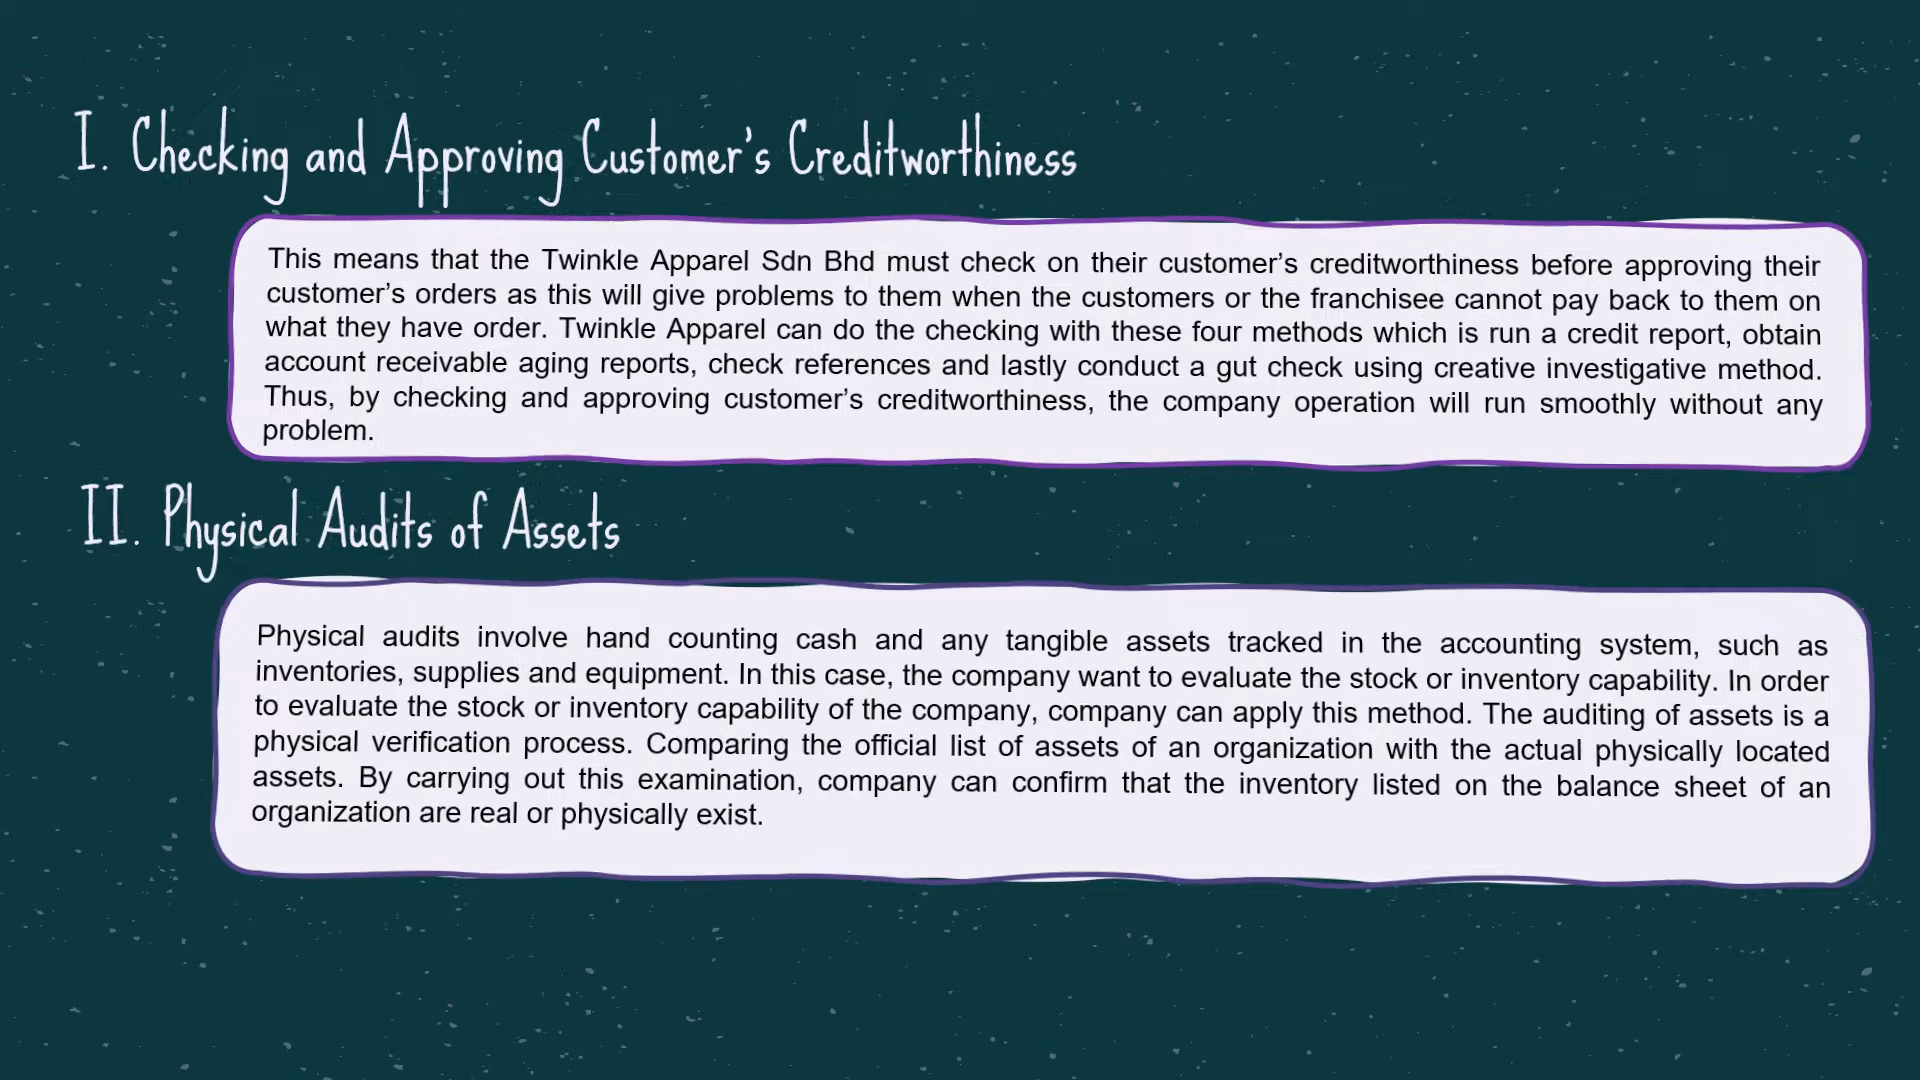 I. Checking and Approving Customer's Creditworthiness
This means that the Twinkle Apparel Sdn Bhd must check on their customer’s creditworthiness before approving their
customer’s orders as this will give problems to them when the customers or the franchisee cannot pay back to them on
what they have order. Twinkle Apparel can do the checking with these four methods which is run a credit report, obtain
account receivable aging reports, check references and lastly conduct a gut check using creative investigative method.
Thus, by checking and approving customer’s creditworthiness, the company operation will run smoothly without any
problem.
II. Physical Audits of Assets
Physical audits involve hand counting cash and any tangible assets tracked in the accounting system, such as
inventories, supplies and equipment. In this case, the company want to evaluate the stock or inventory capability. In order
to evaluate the stock or inventory capability of the company, company can apply this method. The auditing of assets is a
physical verification process. Comparing the official list of assets of an organization with the actual physically located
assets. By carrying out this examination, company can confirm that the inventory listed on the balance sheet of an
organization are real or physically exist.